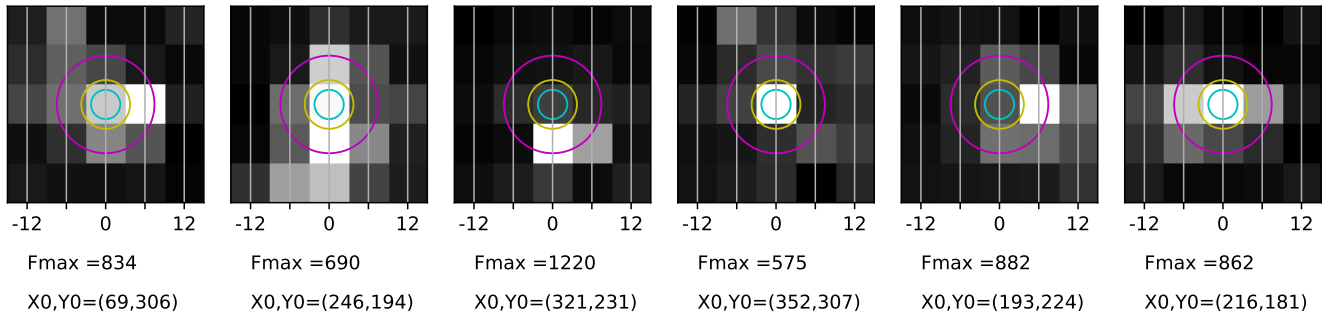 -12 0 12 -12 0 12 -12 0 12 -12 0 12 -12 0 12 -12 0 12
Fmax =834 Fmax =690 Fmax =1220 Fmax =575 Fmax =882 Fmax =862
X0,Y0=(69,306) X0,Y0=(246,194) X0,Y0=(321,231) X0,Y0=(352,307) X0,Y0=(193,224) X0,Y0=(216,181)